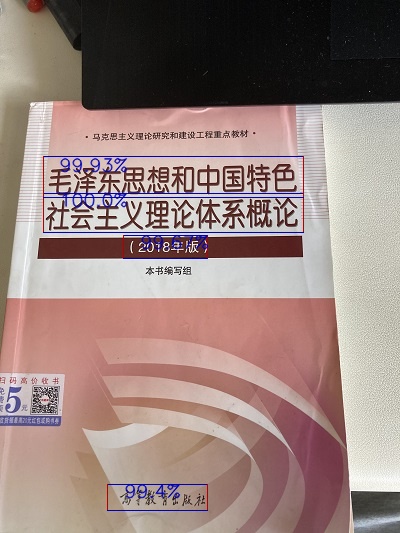 · 马克思主义理论研究和建设工程重点教材 ·
99.93%
毛泽东思想和中国特色
100.0%
社会主义理论体系概论
（2018年版）
本书编写组
扫码高价收书
5元
99.4%
高等教育出版社